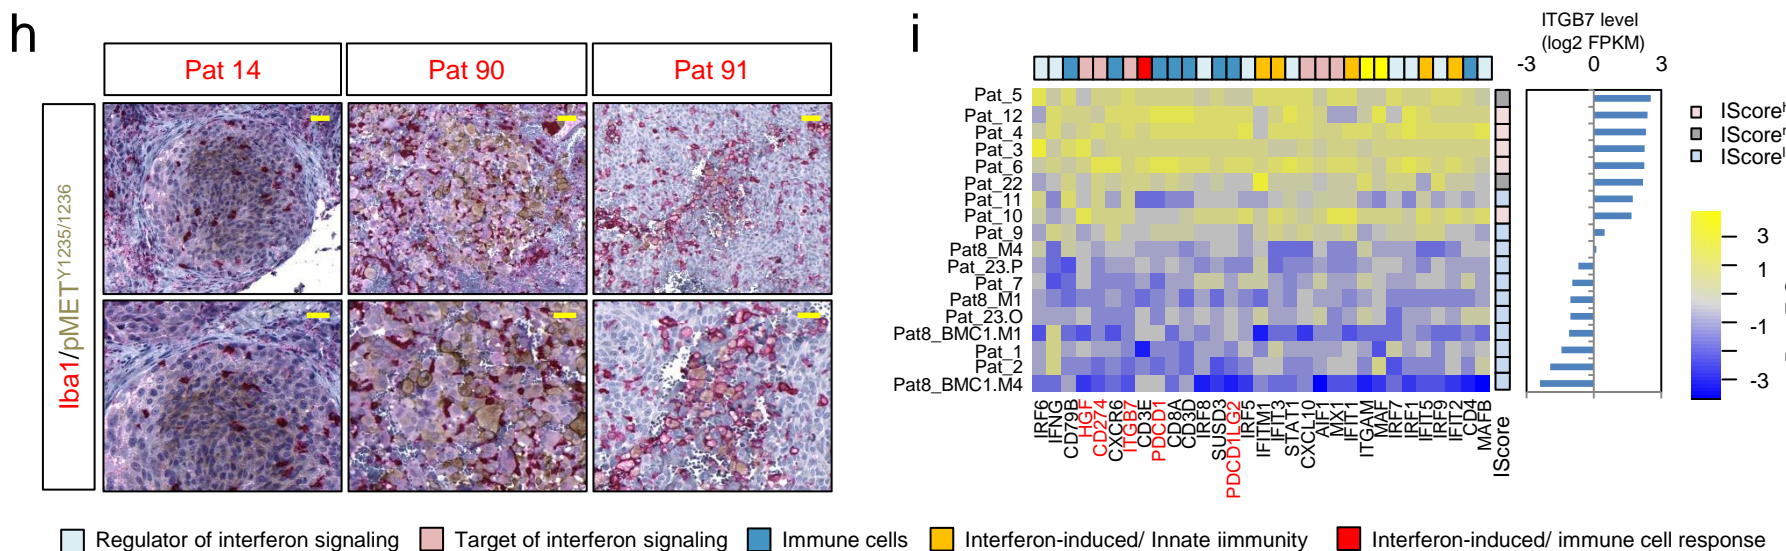 h
Pat 14
Pat 90
Pat 91
Iba1/pMETY1235/1236
i
ITGB7 level
(log2 FPKM)
-3 0 3
Pat_5
Pat_12
Pat_4
Pat_3
Pat_6
Pat_22
Pat_11
Pat_10
Pat_9
Pat8_M4
Pat_23.P
Pat_7
Pat8_M1
Pat_23.O
Pat8_BMC1.M1
Pat_1
Pat_2
Pat8_BMC1.M4
IRF6
IFNG
CD79B
HGF
CD274
CXCR6
ITGB7
CD3E
PDCD1
CD8A
CD3D
IRF8
SUSD3
PDCD1LG2
IRF5
IFITM1
IFIT3
STAT1
CXCL10
AIF1
MX1
IFIT1
ITGAM
MAF
IRF7
IRF1
IFIT5
IRF9
IFIT2
CD4
MAFB
IScore
IScore
IScore
IScore
3
1
-1
-3
Regulator of interferon signaling
Target of interferon signaling
Immune cells
Interferon-induced/ Innate iimmunity
Interferon-induced/ immune cell response